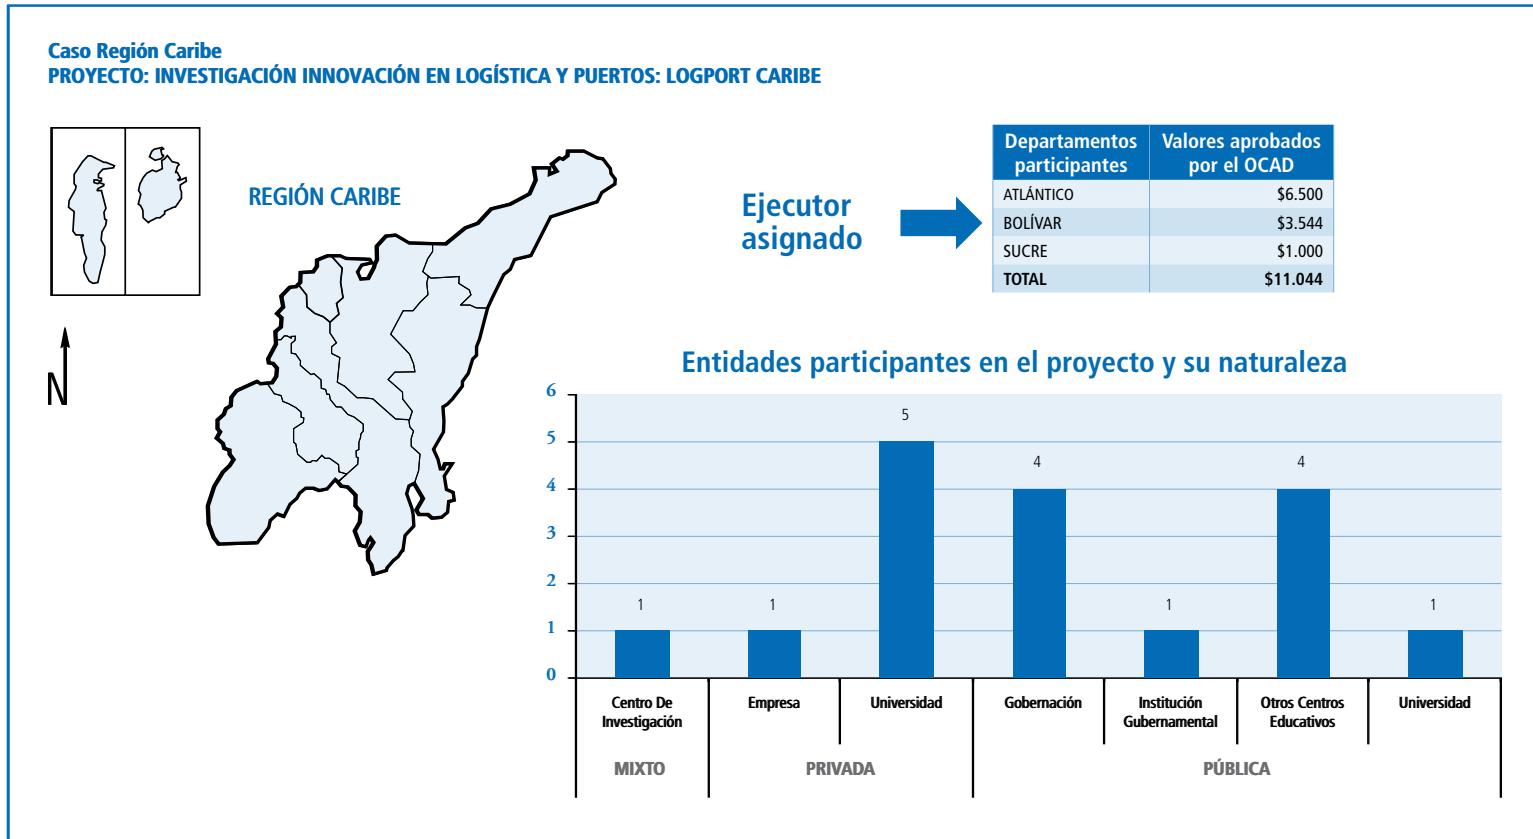 Caso Región Caribe
PROYECTO: INVESTIGACIÓN INNOVACIÓN EN LOGÍSTICA Y PUERTOS: LOGPORT CARIBE
REGIÓN CARIBE
N
Ejecutor
asignado
Departamentos participantes Valores aprobados por el OCAD
ATLÁNTICO $6.500
BOLÍVAR $3.544
SUCRE $1.000
TOTAL $11.044
Entidades participantes en el proyecto y su naturaleza
6
5
4
3
2
1
0
1 1 5 4 1 4 1
Centro De Investigación Empresa Universidad Gobernación Institución Gubernamental Otros Centros Educativos Universidad
MIXTO PRIVADA PÚBLICA